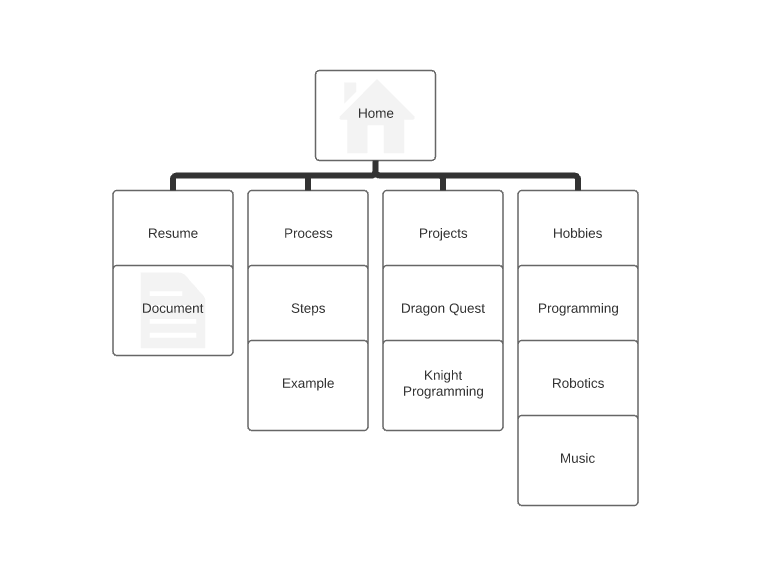 Home
Resume
Process
Projects
Hobbies
Document
Steps
Dragon Quest
Programming
Example
Knight
Programming
Robotics
Music